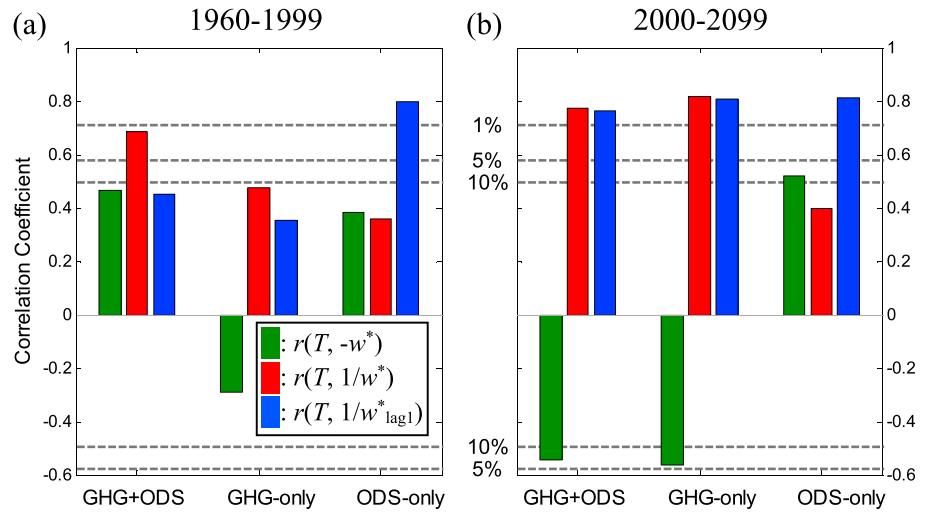 (a) 1960-1999
1
0.8
0.6
0.4
0.2
0
-0.2
-0.4
-0.6
Correlation Coefficient
: r(T, -w*)
: r(T, 1/w*)
: r(T, 1/w*lag1)
GHG+ODS GHG-only ODS-only
(b) 2000-2099
1%
5%
10%
10%
5%
1
0.8
0.6
0.4
0.2
0
-0.2
-0.4
-0.6
GHG+ODS GHG-only ODS-only